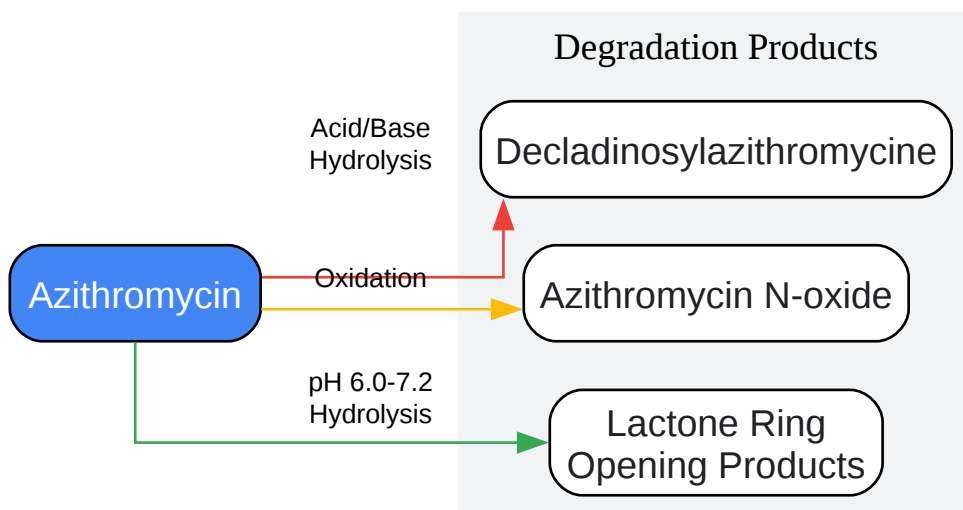 Degradation Products
Acid/Base
Hydrolysis
Decladinosylazithromycine
Azithromycin
Oxidation
Azithromycin N-oxide
pH 6.0-7.2
Hydrolysis
Lactone Ring
Opening Products